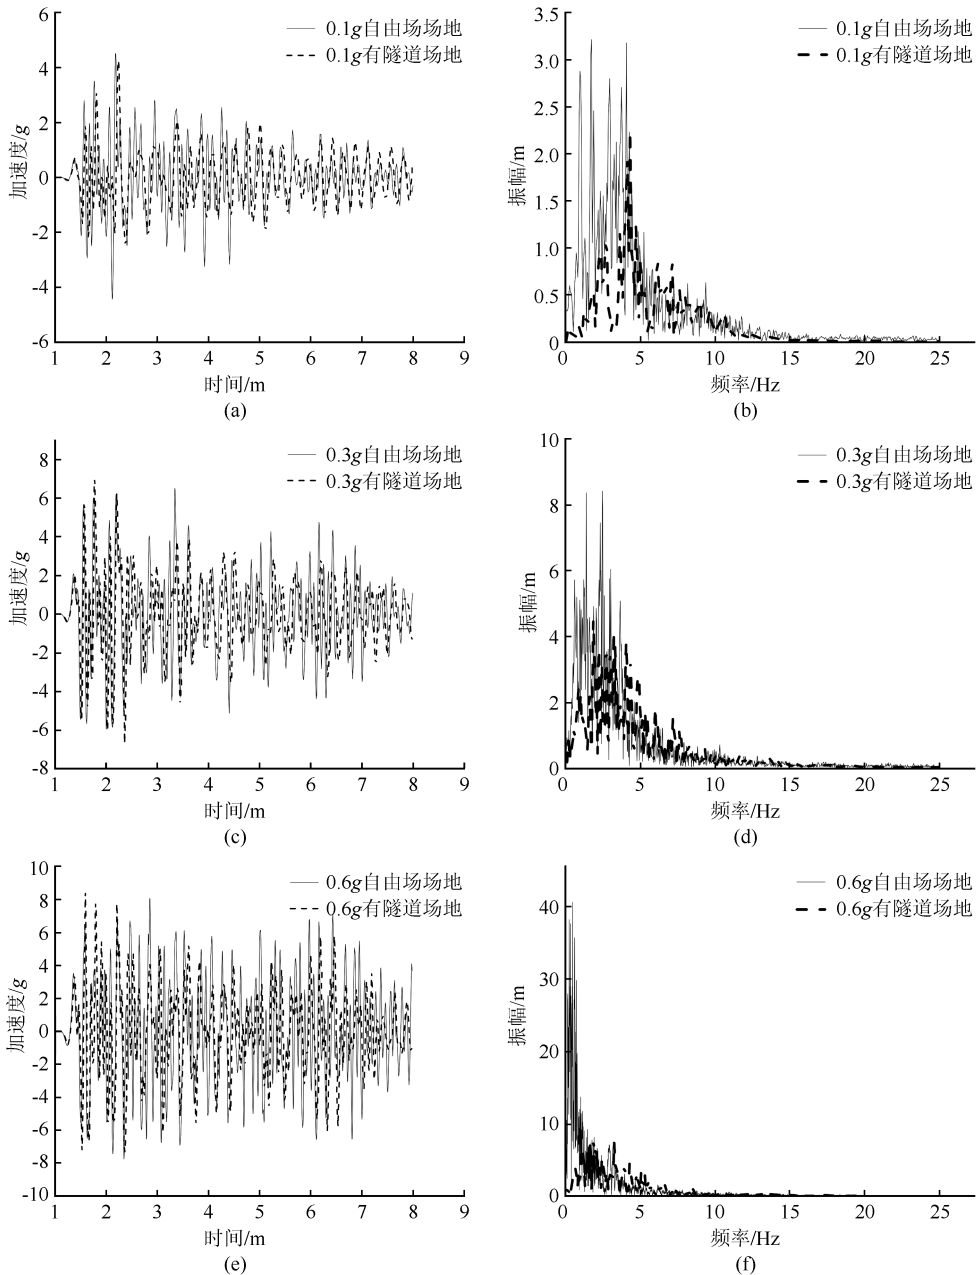 6
4
2
0
-2
-4
-6
加速度/g
0.1g自由场场地
0.1g有隧道场地
1 2 3 4 5 6 7 8 9
时间/m
(a)
3.5
3.0
2.5
2.0
1.5
1.0
0.5
0
振幅/m
0.1g自由场场地
0.1g有隧道场地
0 5 10 15 20 25
频率/Hz
(b)
8
6
4
2
0
-2
-4
-6
-8
加速度/g
0.3g自由场场地
0.3g有隧道场地
1 2 3 4 5 6 7 8 9
时间/m
(c)
10
8
6
4
2
0
振幅/m
0.3g自由场场地
0.3g有隧道场地
0 5 10 15 20 25
频率/Hz
(d)
10
8
6
4
2
0
-2
-4
-6
-8
-10
加速度/g
0.6g自由场场地
0.6g有隧道场地
1 2 3 4 5 6 7 8 9
时间/m
(e)
40
30
20
10
0
振幅/m
0.6g自由场场地
0.6g有隧道场地
0 5 10 15 20 25
频率/Hz
(f)